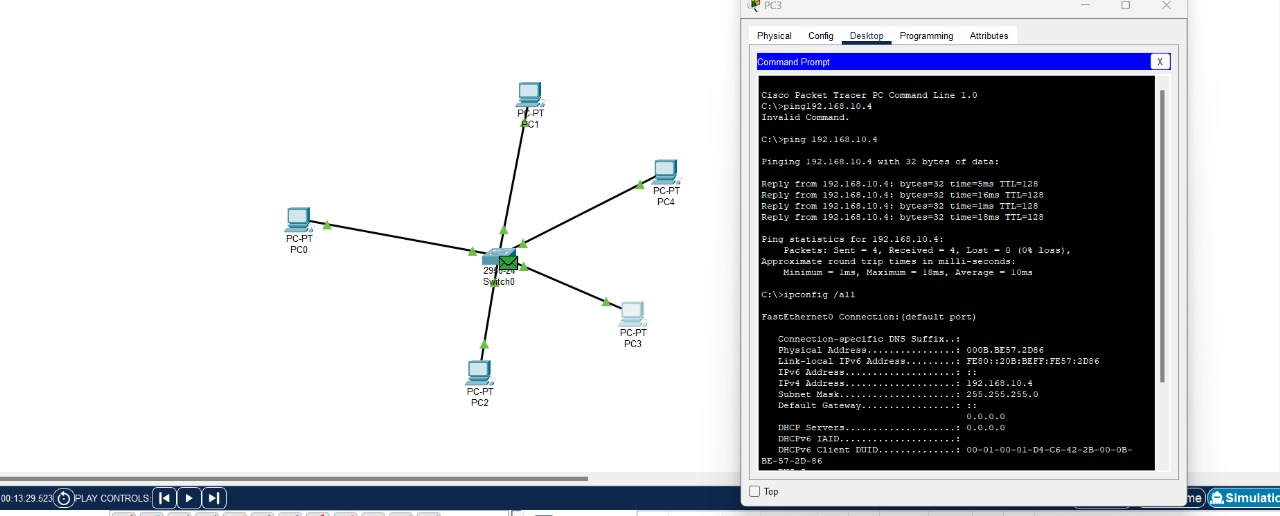 PC3
Physical Config Desktop Programming Attributes
Command Prompt
X
Cisco Packet Tracer PC Command Line 1.0
C:\>ping192.168.10.4
Invalid Command.
C:\>ping 192.168.10.4
Pinging 192.168.10.4 with 32 bytes of data:
Reply from 192.168.10.4: bytes=32 time=5ms TTL=128
Reply from 192.168.10.4: bytes=32 time=16ms TTL=128
Reply from 192.168.10.4: bytes=32 time=1ms TTL=128
Reply from 192.168.10.4: bytes=32 time=18ms TTL=128
Ping statistics for 192.168.10.4:
Packets: Sent = 4, Received = 4, Lost = 0 (0% loss),
Approximate round trip times in milli-seconds:
Minimum = 1ms, Maximum = 18ms, Average = 10ms
C:\>ipconfig /all
FastEthernet0 Connection:(default port)
Connection-specific DNS Suffix..:
Physical Address................: 000B.BE57.2D86
Link-local IPv6 Address.........: FE80::20B:BEFF:FE57:2D86
IPv6 Address....................: ::
IPv4 Address....................: 192.168.10.4
Subnet Mask.....................: 255.255.255.0
Default Gateway.................: ::
0.0.0.0
DHCP Servers....................: 0.0.0.0
DHCPv6 IAID.....................:
DHCPv6 Client DUID..............: 00-01-00-01-D4-C6-42-2B-00-0B-
BE-57-2D-86
Top
PC-PT
PC1
PC-PT
PC4
PC-PT
PC0
Switch0
PC-PT
PC3
PC-PT
PC2
00:13:29.523 PLAY CONTROLS: